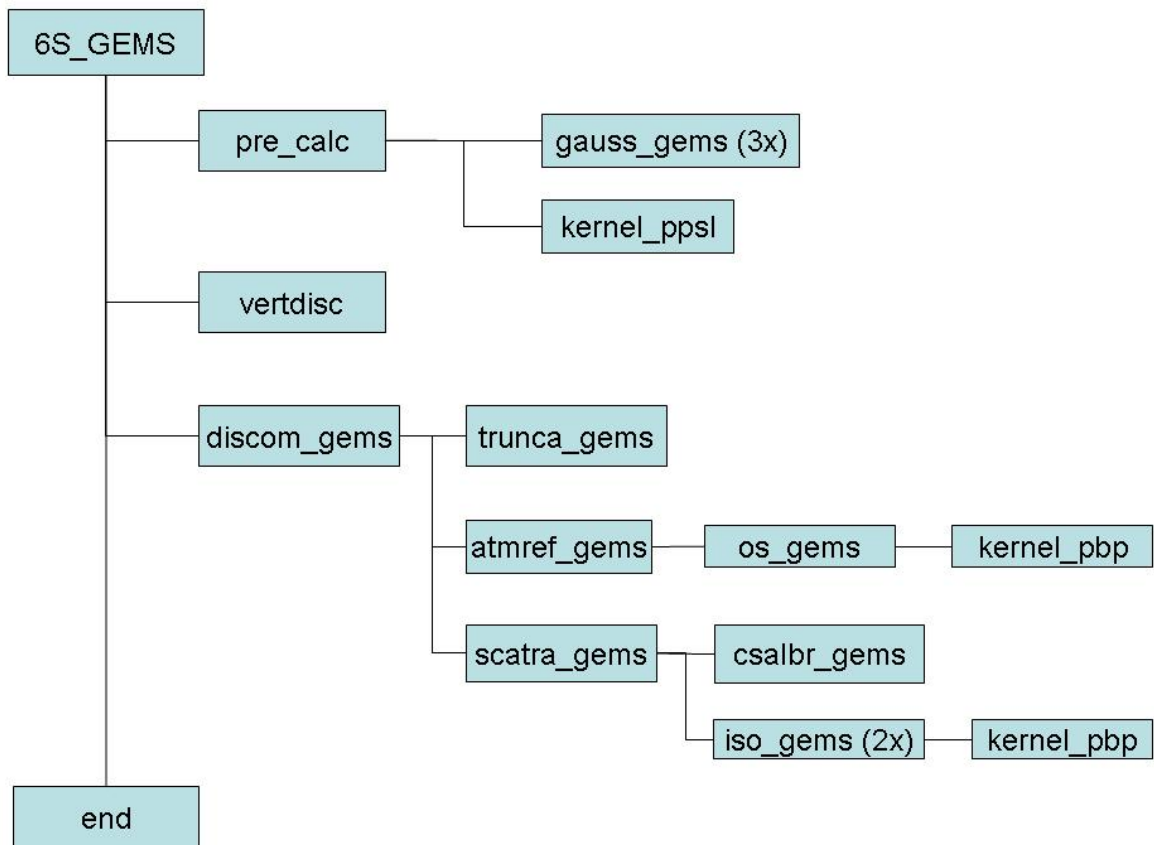 6S_GEMS
pre_calc
gauss_gems (3x)
kernel_ppsl
vertdisc
discom_gems
trunca_gems
atmref_gems
os_gems
kernel_pbp
scatra_gems
csalbr_gems
iso_gems (2x)
kernel_pbp
end